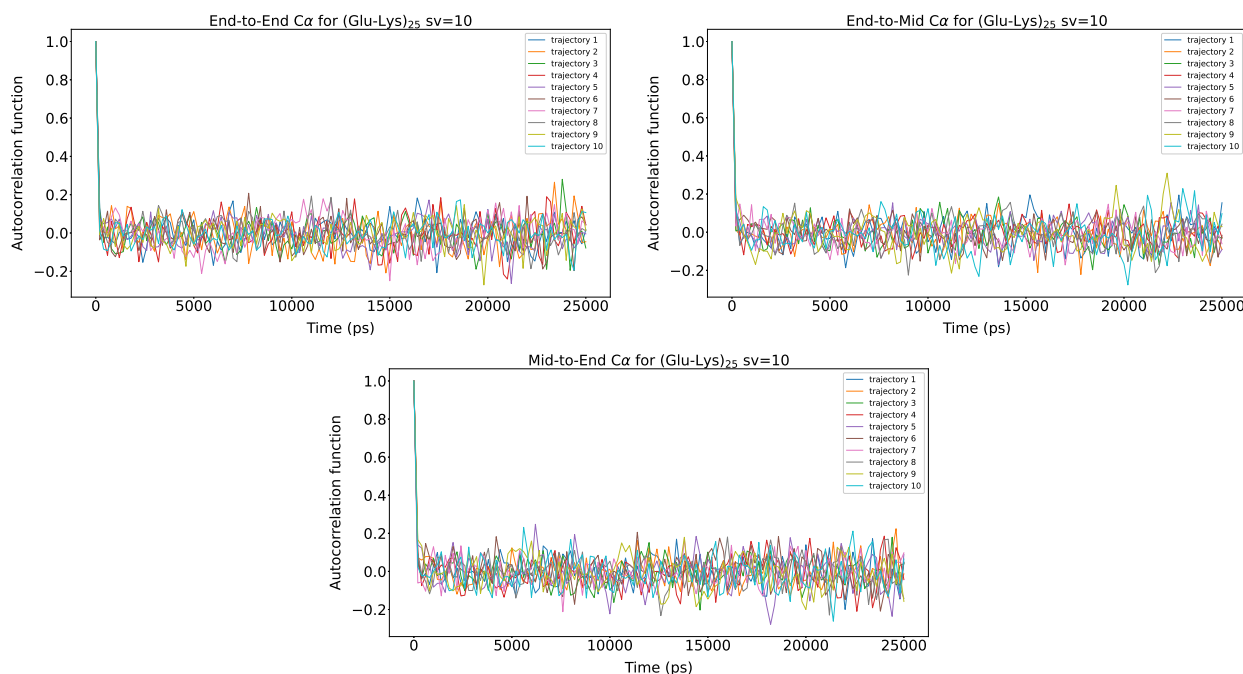 End-to-End Cα for (Glu-Lys)₂₅ sv=10
Autocorrelation function
1.0
0.8
0.6
0.4
0.2
0.0
−0.2
0
5000
10000
15000
20000
25000
Time (ps)
trajectory 1
trajectory 2
trajectory 3
trajectory 4
trajectory 5
trajectory 6
trajectory 7
trajectory 8
trajectory 9
trajectory 10
End-to-Mid Cα for (Glu-Lys)₂₅ sv=10
Autocorrelation function
1.0
0.8
0.6
0.4
0.2
0.0
−0.2
0
5000
10000
15000
20000
25000
Time (ps)
trajectory 1
trajectory 2
trajectory 3
trajectory 4
trajectory 5
trajectory 6
trajectory 7
trajectory 8
trajectory 9
trajectory 10
Mid-to-End Cα for (Glu-Lys)₂₅ sv=10
Autocorrelation function
1.0
0.8
0.6
0.4
0.2
0.0
−0.2
0
5000
10000
15000
20000
25000
Time (ps)
trajectory 1
trajectory 2
trajectory 3
trajectory 4
trajectory 5
trajectory 6
trajectory 7
trajectory 8
trajectory 9
trajectory 10